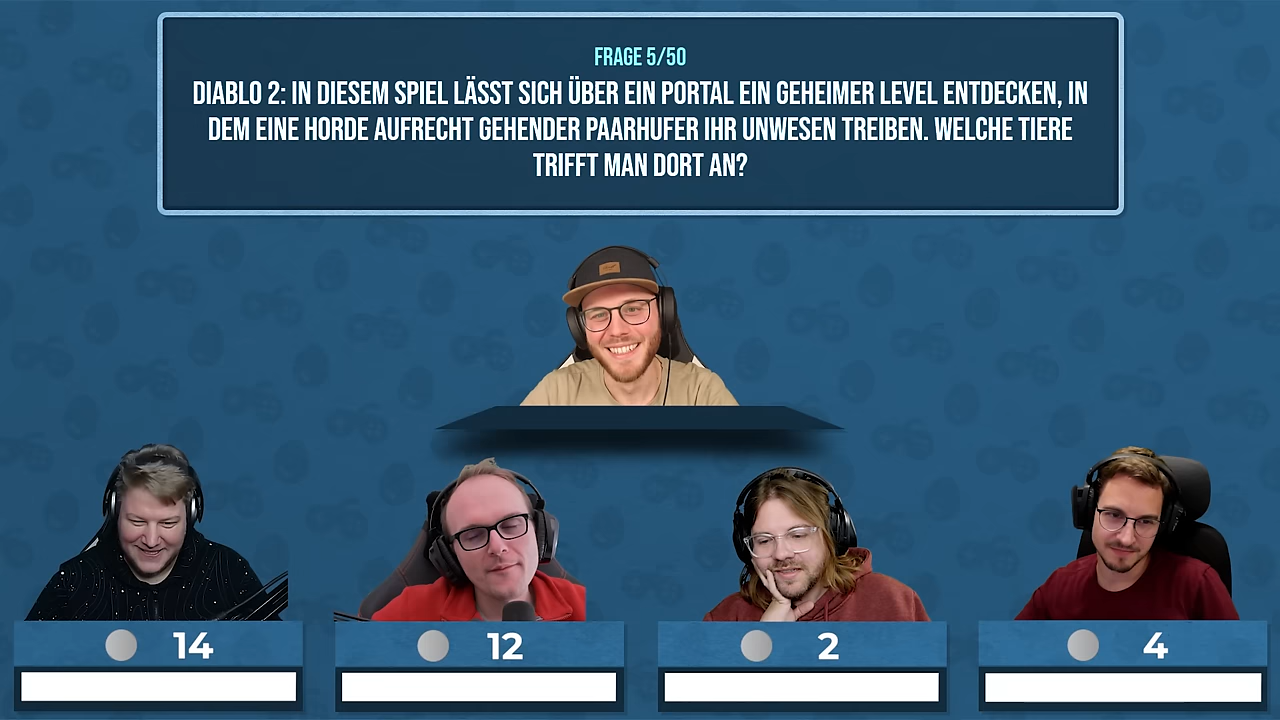 FRAGE 5/50
DIABLO 2: IN DIESEM SPIEL LÄSST SICH ÜBER EIN PORTAL EIN GEHEIMER LEVEL ENTDECKEN, IN
DEM EINE HORDE AUFRECHT GEHENDER PAARHUFER IHR UNWESEN TREIBEN. WELCHE TIERE
TRIFFT MAN DORT AN?
14
12
2
4